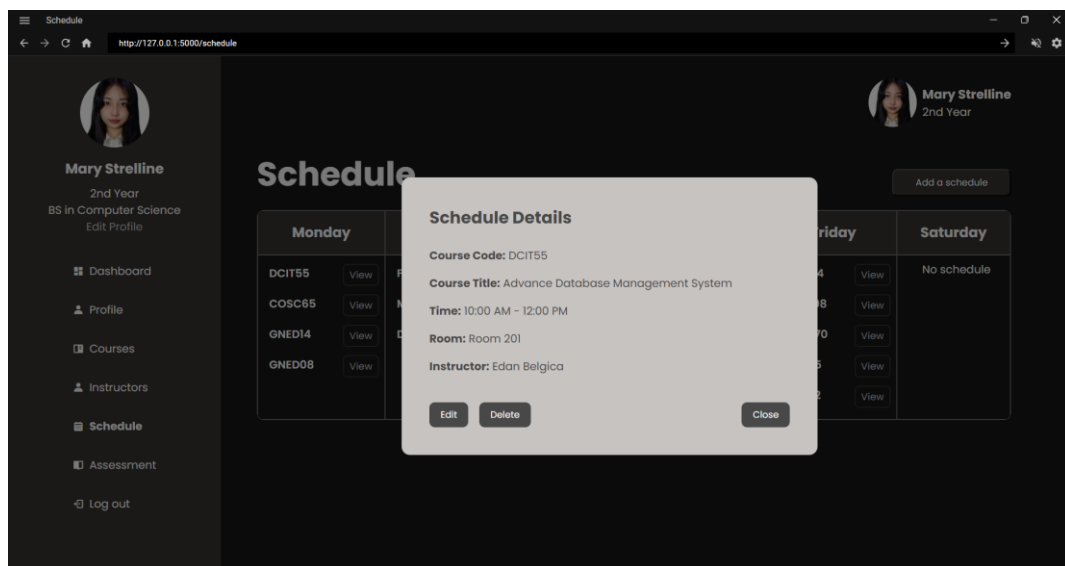 Schedule
http://127.0.0.1:5000/schedule
Mary Strelline
2nd Year
BS in Computer Science
Edit Profile
Dashboard
Profile
Courses
Instructors
Schedule
Assessment
Log out
Mary Strelline
2nd Year
Schedule
Add a schedule
Monday
Saturday
DCIT55 View
COSC65 View
GNED14 View
GNED08 View
View
View
View
View
View
No schedule
Schedule Details
Course Code: DCIT55
Course Title: Advance Database Management System
Time: 10:00 AM - 12:00 PM
Room: Room 201
Instructor: Edan Belgica
Edit Delete Close